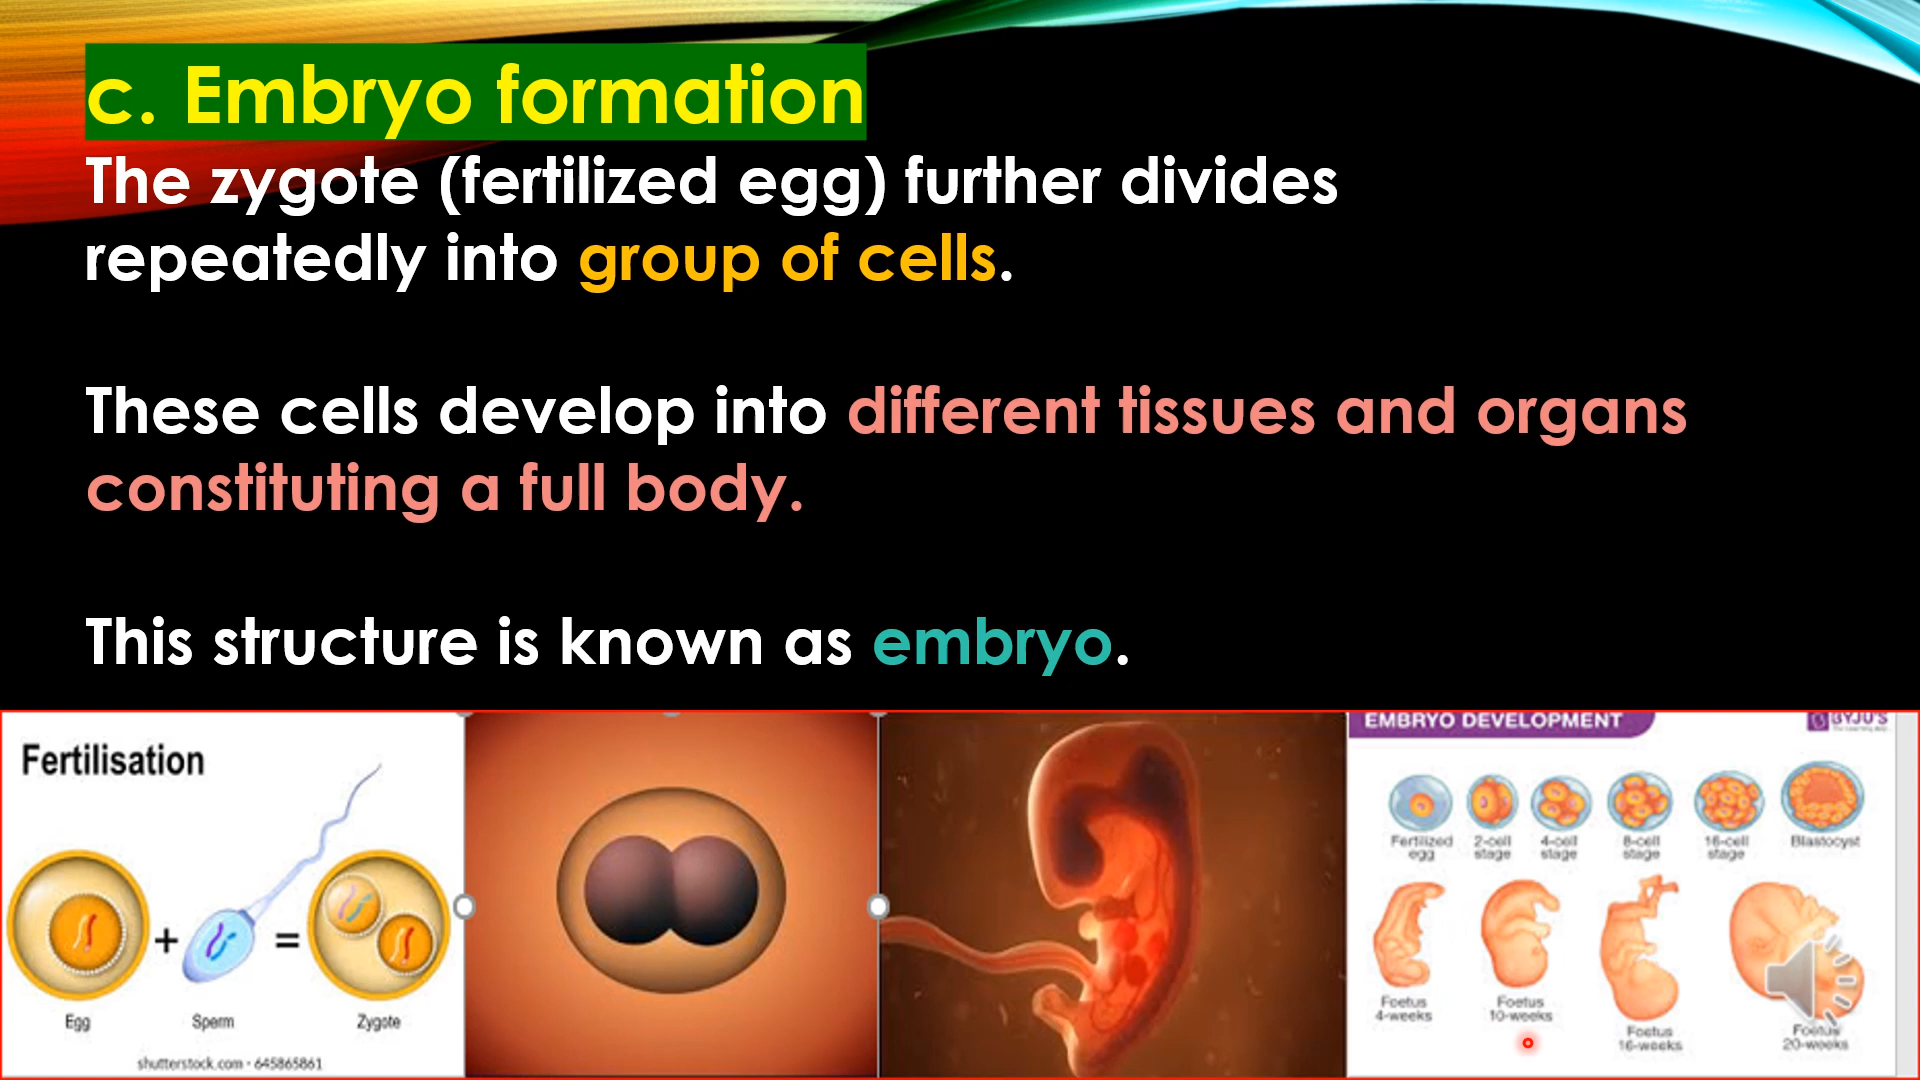 c. Embryo formation
The zygote (fertilized egg) further divides
repeatedly into group of cells.
These cells develop into different tissues and organs
constituting a full body.
This structure is known as embryo.
Fertilisation
+
=
Egg
Sperm
Zygote
shutterstock.com · 645865861
EMBRYO DEVELOPMENT
BYJU'S
Fertilized
egg
2-cell
stage
4-cell
stage
8-cell
stage
16-cell
stage
Blastocyst
Foetus
4-weeks
Foetus
10-weeks
Foetus
16-weeks
Foetus
20-weeks